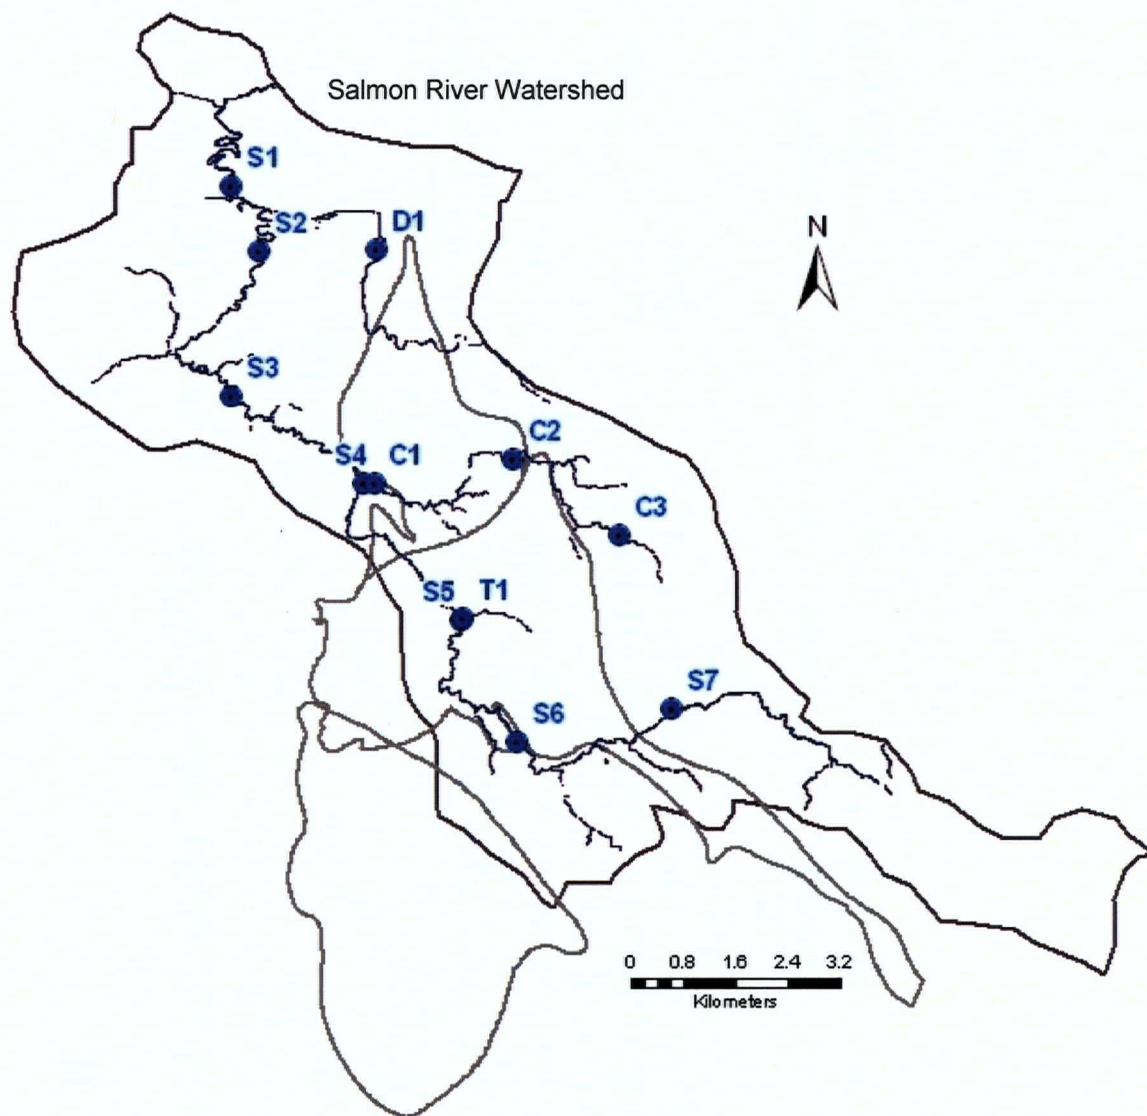 Salmon River Watershed
S1
S2 D1
N
S3
C2
S4 C1
C3
S5 T1
S7
S6
0 0.8 1.6 2.4 3.2
Kilometers